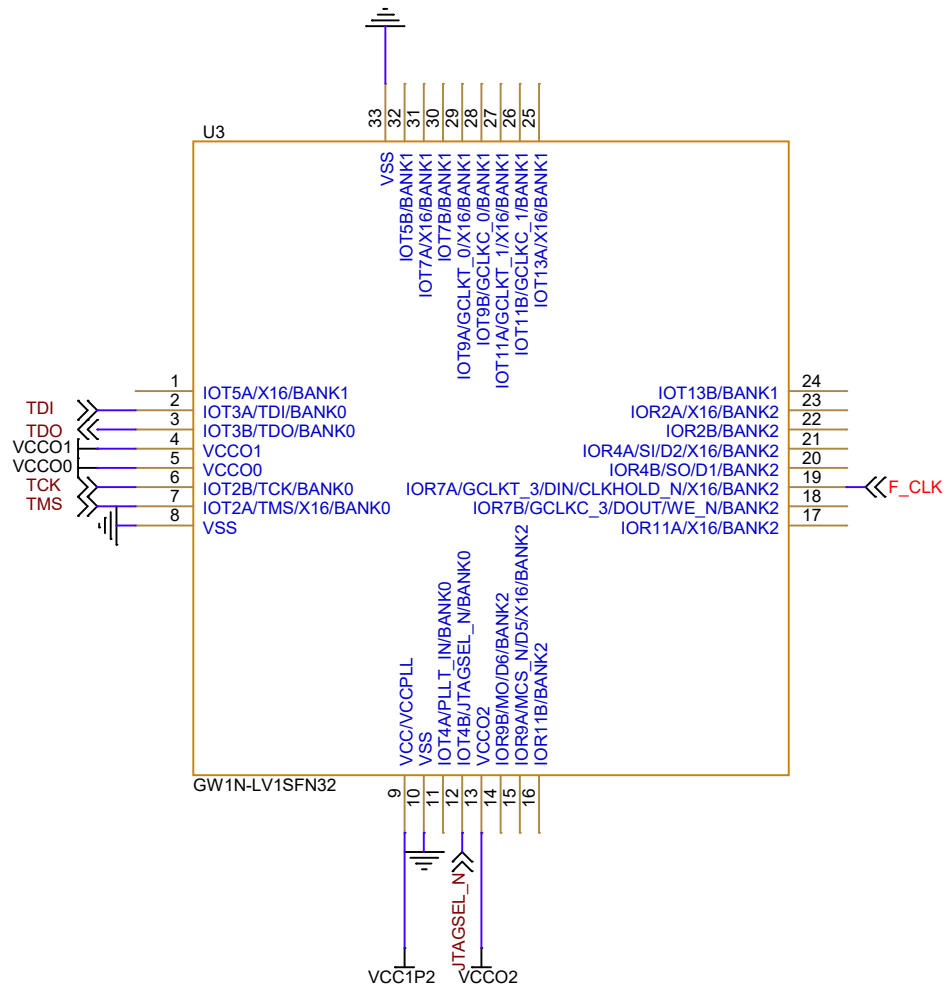 33
32
31
30
29
28
27
26
25
U3
VSS
IOT5B/BANK1
IOT7A/X16/BANK1
IOT7B/BANK1
IOT9A/GCLKT_0/X16/BANK1
IOT9B/GCLKC_0/BANK1
IOT11A/GCLKT_1/X16/BANK1
IOT11B/GCLKC_1/BANK1
IOT13A/X16/BANK1
1 IOT5A/X16/BANK1
TDI 2 IOT3A/TDI/BANK0
TDO 3 IOT3B/TDO/BANK0
VCCO1 4 VCCO1
VCCO0 5 VCCO0
TCK 6 IOT2B/TCK/BANK0
TMS 7 IOT2A/TMS/X16/BANK0
8 VSS
IOT13B/BANK1 24
IOR2A/X16/BANK2 23
IOR2B/BANK2 22
IOR4A/SI/D2/X16/BANK2 21
IOR4B/SO/D1/BANK2 20
IOR7A/GCLKT_3/DIN/CLKHOLD_N/X16/BANK2 19 F_CLK
IOR7B/GCLKC_3/DOUT/WE_N/BANK2 18
IOR11A/X16/BANK2 17
VCC/VCCPLL
VSS
IOT4A/PLLT_IN/BANK0
IOT4B/JTAGSEL_N/BANK0
VCCO2
IOR9B/MO/D6/BANK2
IOR9A/MCS_N/D5/X16/BANK2
IOR11B/BANK2
GW1N-LV1SFN32
9
10
11
12
13
14
15
16
JTAGSEL_N
VCC1P2
VCCO2